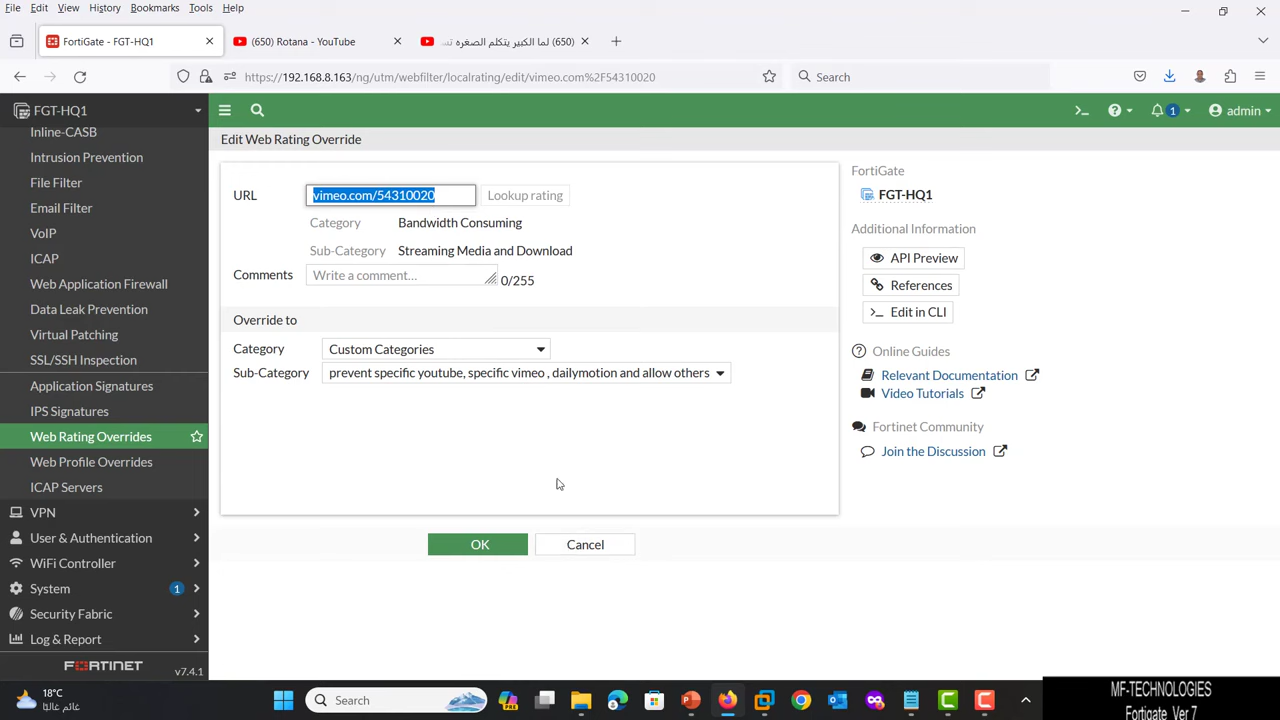 File Edit View History Bookmarks Tools Help
FortiGate - FGT-HQ1
(650) Rotana - YouTube
(650) لما الكبير يتكلم الصغره تس
https://192.168.8.163/ng/utm/webfilter/localrating/edit/vimeo.com%2F54310020
Search
FGT-HQ1
admin
1
Inline-CASB
Intrusion Prevention
File Filter
Email Filter
VoIP
ICAP
Web Application Firewall
Data Leak Prevention
Virtual Patching
SSL/SSH Inspection
Application Signatures
IPS Signatures
Web Rating Overrides
Web Profile Overrides
ICAP Servers
VPN
User & Authentication
WiFi Controller
System 1
Security Fabric
Log & Report
FORTINET v7.4.1
Edit Web Rating Override
URL vimeo.com/54310020 Lookup rating
Category Bandwidth Consuming
Sub-Category Streaming Media and Download
Comments Write a comment... 0/255
Override to
Category Custom Categories
Sub-Category prevent specific youtube, specific vimeo , dailymotion and allow others
OK Cancel
FortiGate
FGT-HQ1
Additional Information
API Preview
References
Edit in CLI
Online Guides
Relevant Documentation
Video Tutorials
Fortinet Community
Join the Discussion
18°C
غائم غالبًا
Search
MF-TECHNOLOGIES
Fortigate Ver 7